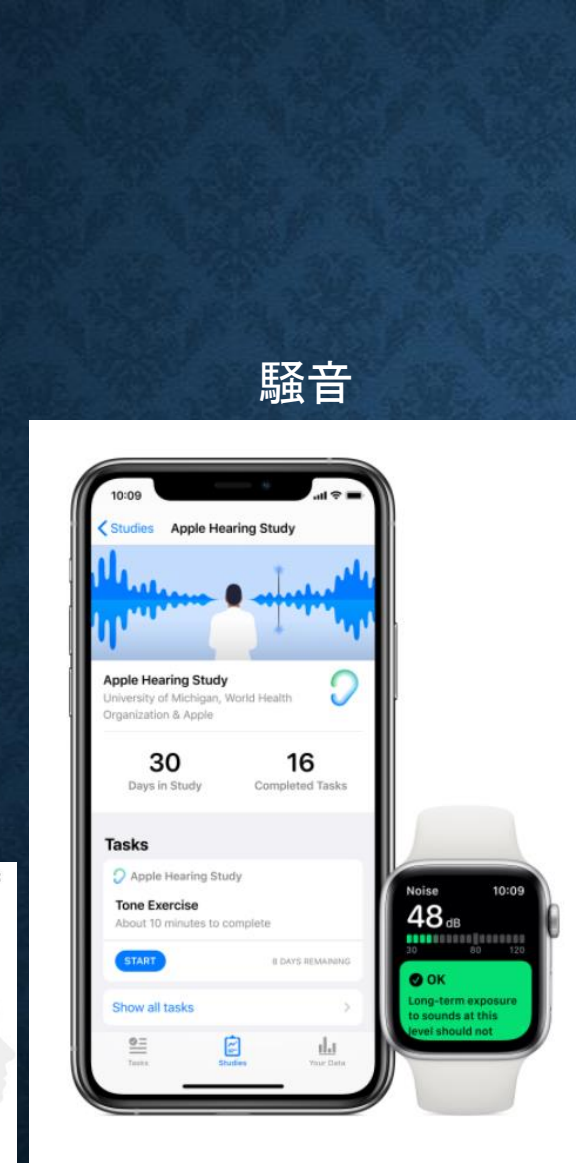 騒音
10:09
Studies Apple Hearing Study
Apple Hearing Study
University of Michigan, World Health
Organization & Apple
30 16
Days in Study Completed Tasks
Tasks
Apple Hearing Study
Tone Exercise
About 10 minutes to complete
START 8 DAYS REMAINING
Show all tasks
Tasks Studies Your Data
Noise 10:09
48 dB
30 80 120
OK
Long-term exposure
to sounds at this
level should not